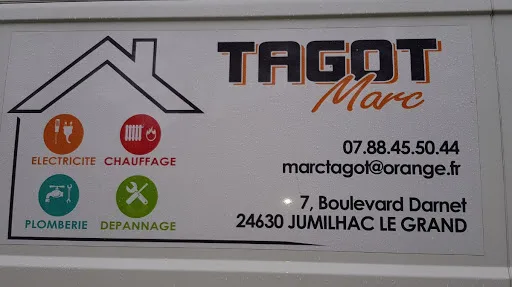 TAGOT
Marc
ELECTRICITE CHAUFFAGE
PLOMBERIE DEPANNAGE
07.88.45.50.44
marctagot@orange.fr
7, Boulevard Darnet
24630 JUMILHAC LE GRAND